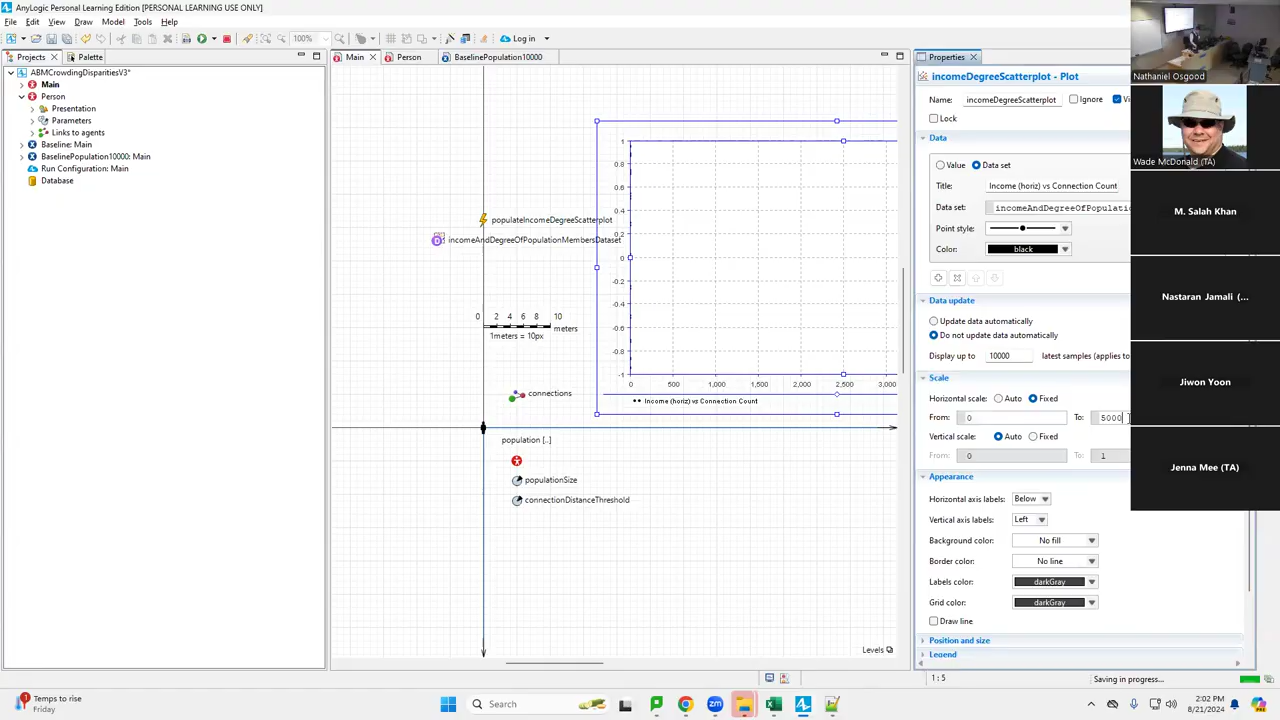 ABMCrowdingDisparitiesV3 - AnyLogic Personal Learning Edition [PERSONAL LEARNING USE ONLY]
File Edit View Draw Model Tools Help
100% Log in
Projects Palette
ABMCrowdingDisparitiesV3*
Main
Person
Presentation
Parameters
Links to agents
Baseline: Main
BaselinePopulation10000: Main
Run Configuration: Main
Database
Main Person BaselinePopulation10000
populateIncomeDegreeScatterplot
incomeAndDegreeOfPopulationMembersDataset
0 2 4 6 8 10
meters
1meters = 10px
connections
population [..]
populationSize
connectionDistanceThreshold
1
0.8
0.6
0.4
0.2
0
-0.2
-0.4
-0.6
-0.8
-1
0 500 1,000 1,500 2,000 2,500 3,000
Income (horiz) vs Connection Count
Levels
Properties
incomeDegreeScatterplot - Plot
Name: incomeDegreeScatterplot Ignore
Lock
Data
Value Data set
Title: Income (horiz) vs Connection Count
Data set: incomeAndDegreeOfPopulatio
Point style:
Color: black
Data update
Update data automatically
Do not update data automatically
Display up to 10000 latest samples (applies to
Scale
Horizontal scale: Auto Fixed
From: 0 To: 5000
Vertical scale: Auto Fixed
From: 0 To: 1
Appearance
Horizontal axis labels: Below
Vertical axis labels: Left
Background color: No fill
Border color: No line
Labels color: darkGray
Grid color: darkGray
Draw line
Position and size
Legend
1 : 5 Saving in progress...
Nathaniel Osgood
Wade McDonald (TA)
M. Salah Khan
Nastaran Jamali (...
Jiwon Yoon
Jenna Mee (TA)
1
Temps to rise
Friday
Search
zm
2:02 PM
8/21/2024